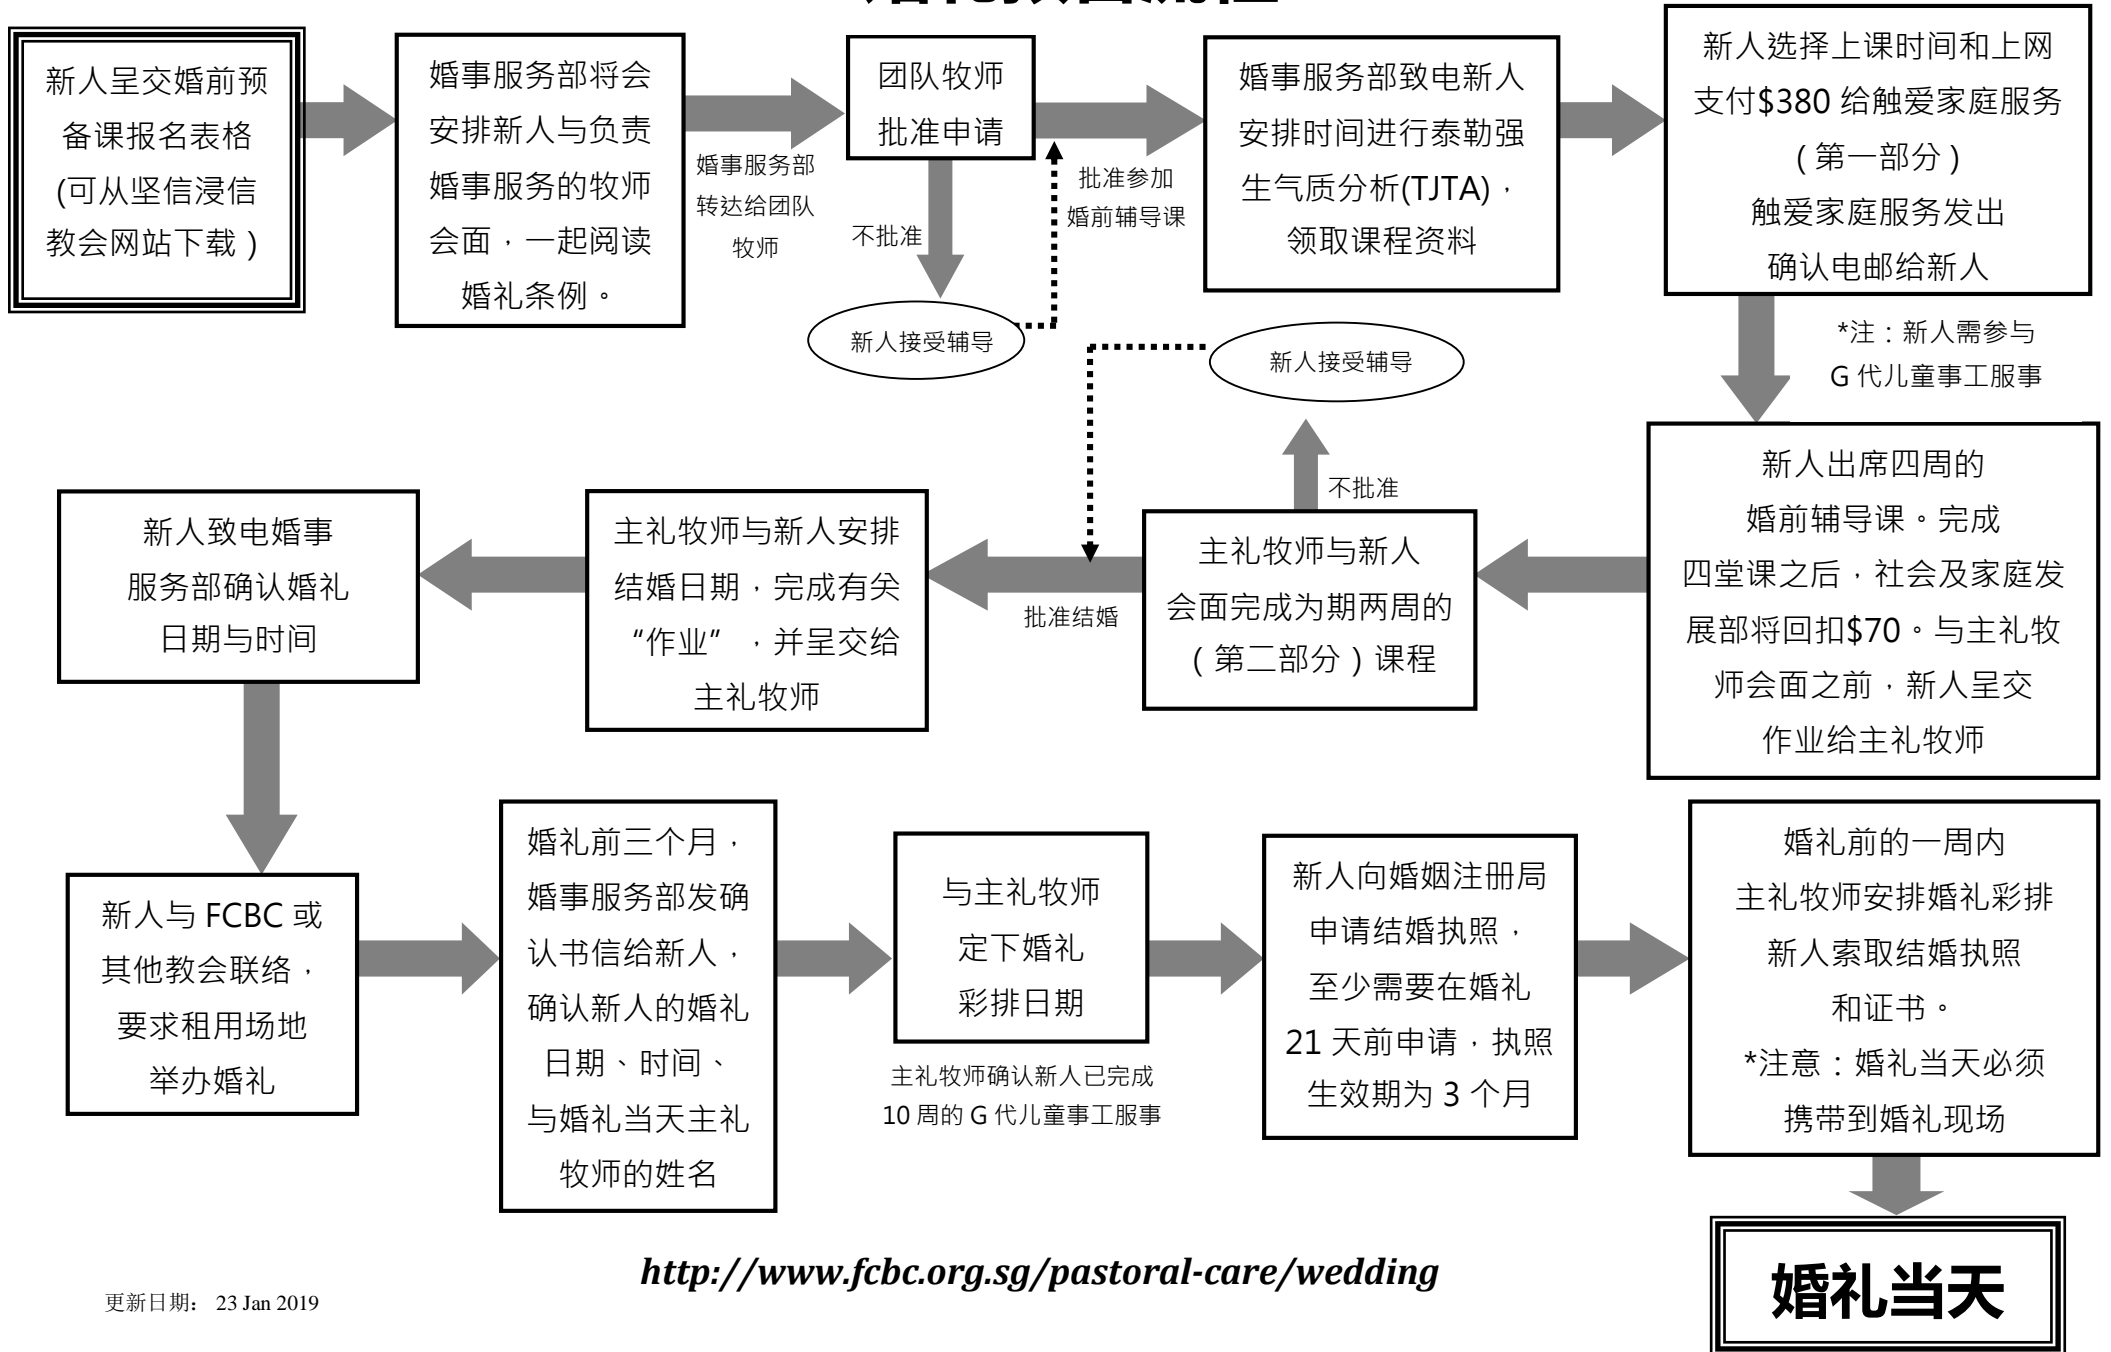 新人呈交婚前预
备课报名表格
(可从坚信浸信
教会网站下载）
婚事服务部将会
安排新人与负责
婚事服务的牧师
会面，一起阅读
婚礼条例。
婚事服务部
转达给团队
牧师
团队牧师
批准申请
不批准
新人接受辅导
批准参加
婚前辅导课
婚事服务部致电新人
安排时间进行泰勒强
生气质分析(TJTA)，
领取课程资料
新人选择上课时间和上网
支付$380 给触爱家庭服务
（第一部分）
触爱家庭服务发出
确认电邮给新人
*注：新人需参与
G 代儿童事工服事
新人出席四周的
婚前辅导课。完成
四堂课之后，社会及家庭发
展部将回扣$70。与主礼牧
师会面之前，新人呈交
作业给主礼牧师
主礼牧师与新人
会面完成为期两周的
（第二部分）课程
不批准
新人接受辅导
批准结婚
主礼牧师与新人安排
结婚日期，完成有关
“作业”，并呈交给
主礼牧师
新人致电婚事
服务部确认婚礼
日期与时间
新人与 FCBC 或
其他教会联络，
要求租用场地
举办婚礼
婚礼前三个月，
婚事服务部发确
认书信给新人，
确认新人的婚礼
日期、时间、
与婚礼当天主礼
牧师的姓名
与主礼牧师
定下婚礼
彩排日期
主礼牧师确认新人已完成
10 周的 G 代儿童事工服事
新人向婚姻注册局
申请结婚执照，
至少需要在婚礼
21 天前申请，执照
生效期为 3 个月
婚礼前的一周内
主礼牧师安排婚礼彩排
新人索取结婚执照
和证书。
*注意：婚礼当天必须
携带到婚礼现场
婚礼当天
http://www.fcbc.org.sg/pastoral-care/wedding
更新日期： 23 Jan 2019